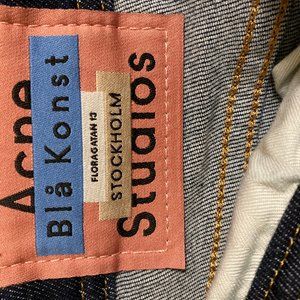 Acne
Blå Konst
FLORAGATAN 13
STOCKHOLM
Studios